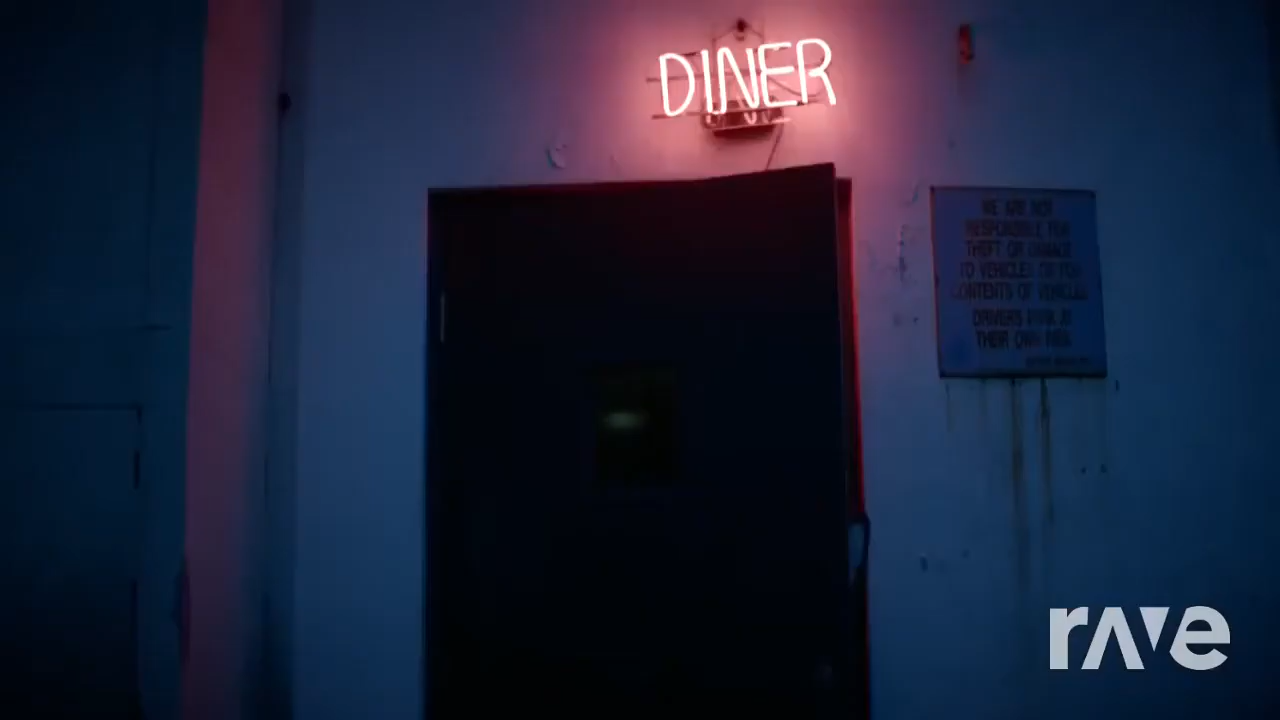 DINER
WE ARE NOT
RESPONSIBLE FOR
THEFT OR DAMAGE
TO VEHICLES OR FOR
CONTENTS OF VEHICLES
DRIVERS PARK AT
THEIR OWN RISK
rave